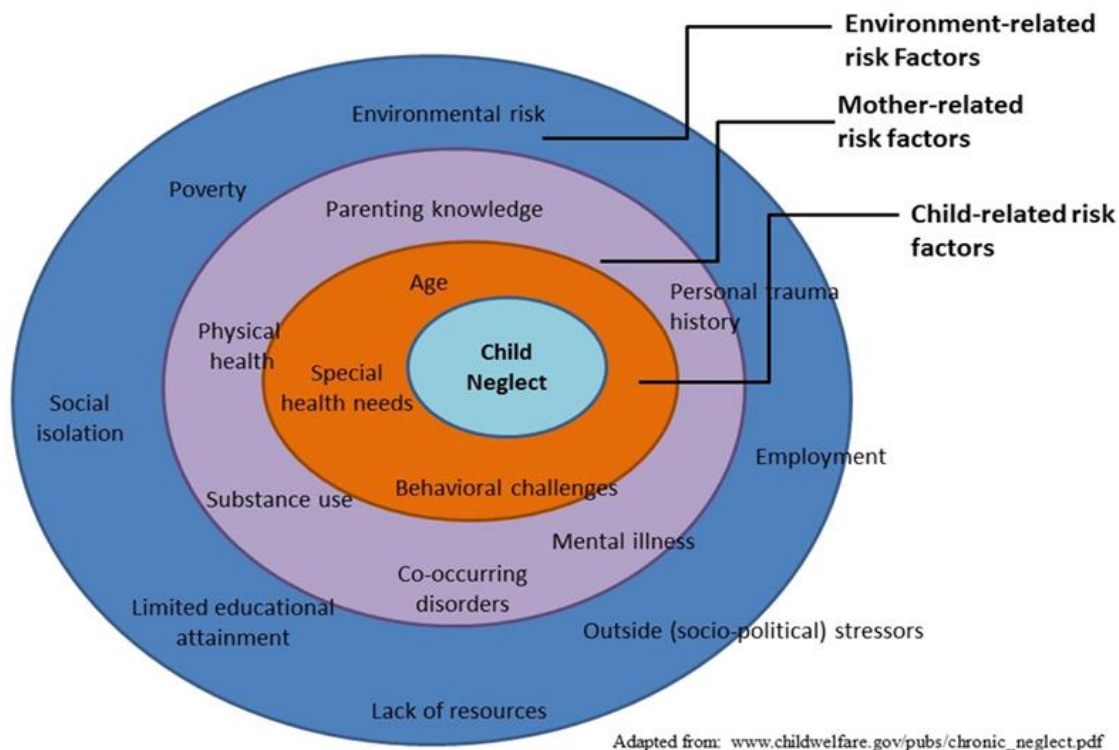 Environment-related
risk Factors
Mother-related
risk factors
Child-related risk
factors
Environmental risk
Poverty
Parenting knowledge
Age
Personal trauma
history
Physical
health
Child
Neglect
Special
health needs
Social
isolation
Employment
Behavioral challenges
Substance use
Mental illness
Co-occurring
disorders
Limited educational
attainment
Outside (socio-political) stressors
Lack of resources
Adapted from: www.childwelfare.gov/pubs/chronic_neglect.pdf